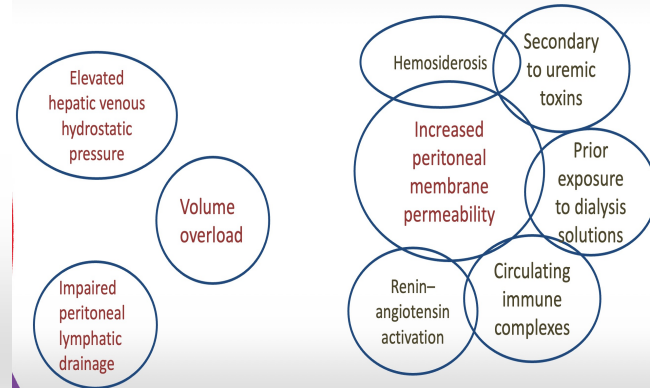 Elevated
hepatic venous
hydrostatic
pressure
Volume
overload
Impaired
peritoneal
lymphatic
drainage
Hemosiderosis
Secondary
to uremic
toxins
Increased
peritoneal
membrane
permeability
Prior
exposure
to dialysis
solutions
Renin–
angiotensin
activation
Circulating
immune
complexes